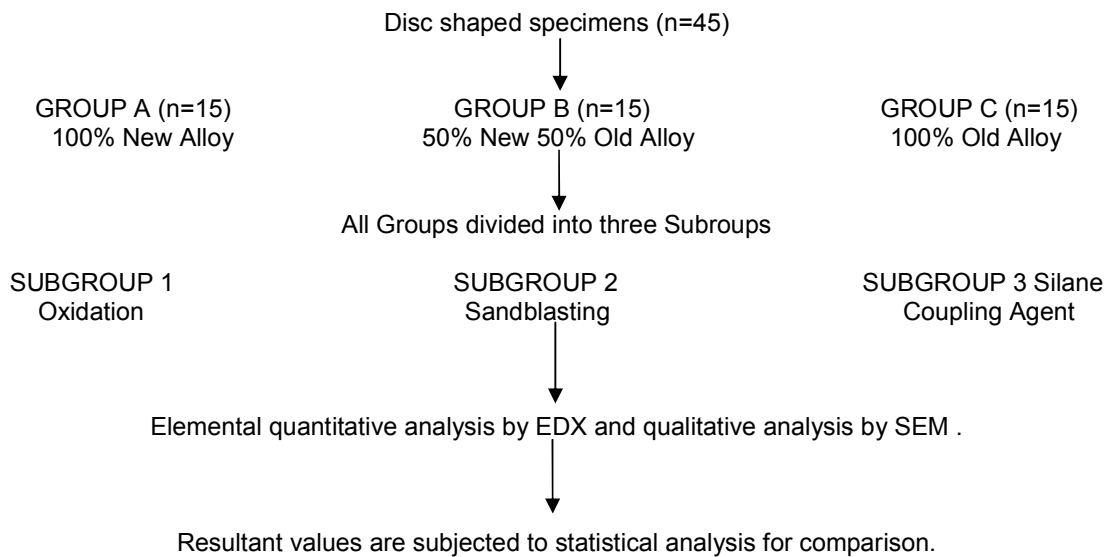 Disc shaped specimens (n=45)
GROUP A (n=15)
100% New Alloy
GROUP B (n=15)
50% New 50% Old Alloy
GROUP C (n=15)
100% Old Alloy
All Groups divided into three Subroups
SUBGROUP 1
Oxidation
SUBGROUP 2
Sandblasting
SUBGROUP 3 Silane
Coupling Agent
Elemental quantitative analysis by EDX and qualitative analysis by SEM .
Resultant values are subjected to statistical analysis for comparison.